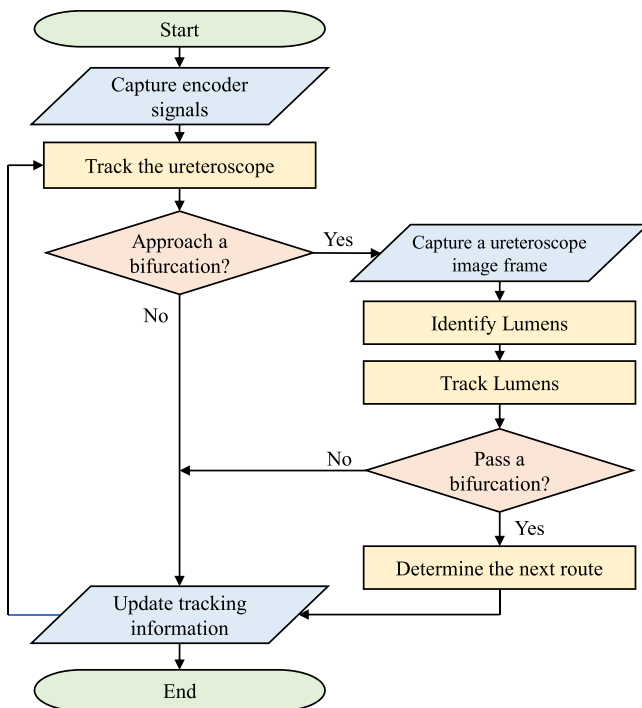 Start
Capture encoder
signals
Track the ureteroscope
Approach a
bifurcation?
Yes
Capture a ureteroscope
image frame
No
Identify Lumens
Track Lumens
Pass a
bifurcation?
No
Yes
Determine the next route
Update tracking
information
End